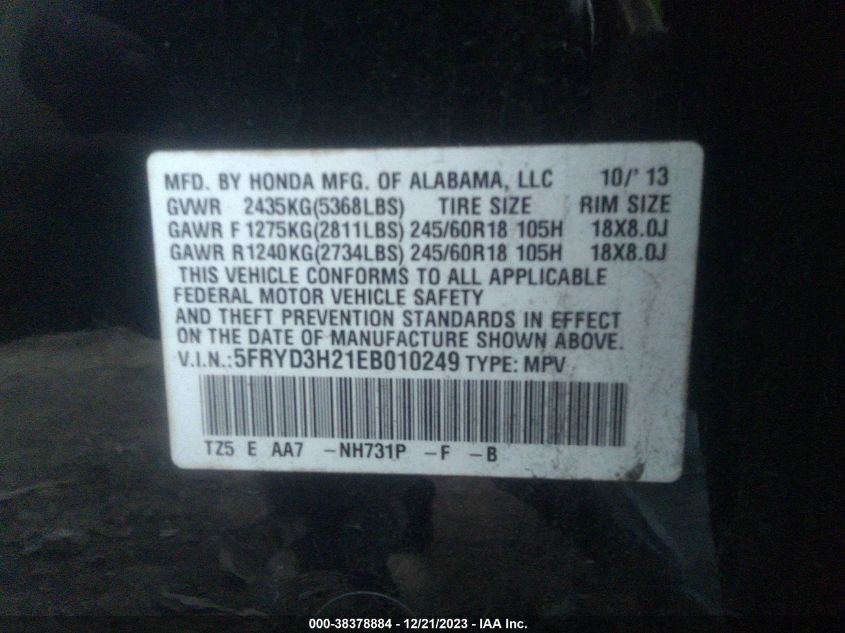 MFD. BY HONDA MFG. OF ALABAMA, LLC 10/' 13
GVWR 2435KG(5368LBS) TIRE SIZE RIM SIZE
GAWR F 1275KG(2811LBS) 245/60R18 105H 18X8.0J
GAWR R1240KG(2734LBS) 245/60R18 105H 18X8.0J
THIS VEHICLE CONFORMS TO ALL APPLICABLE
FEDERAL MOTOR VEHICLE SAFETY
AND THEFT PREVENTION STANDARDS IN EFFECT
ON THE DATE OF MANUFACTURE SHOWN ABOVE.
V.I.N.:5FRYD3H21EB010249 TYPE: MPV
TZ5 E AA7 -NH731P -F -B
000-38378884 - 12/21/2023 - IAA Inc.